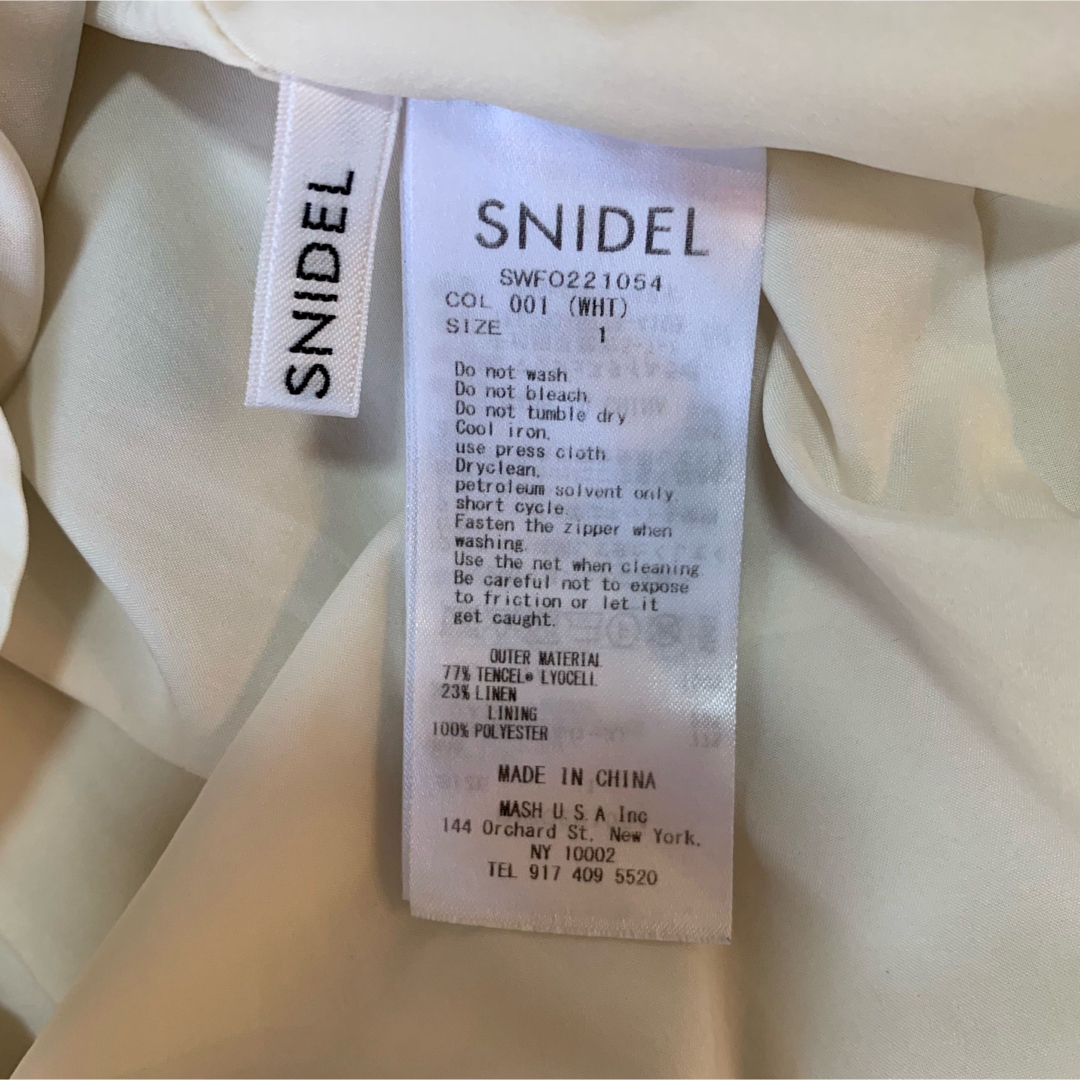 SNIDEL
SNIDEL
SWFO221054
COL 001 (WHT)
SIZE 1
Do not wash
Do not bleach.
Do not tumble dry
Cool iron,
use press cloth
Dryclean,
petroleum solvent only,
short cycle.
Fasten the zipper when
washing.
Use the net when cleaning.
Be careful not to expose
to friction or let it
get caught.
OUTER MATERIAL
77% TENCEL® LYOCELL
23% LINEN
LINING
100% POLYESTER
MADE IN CHINA
MASH U.S.A Inc
144 Orchard St. New York,
NY 10002
TEL 917 409 5520